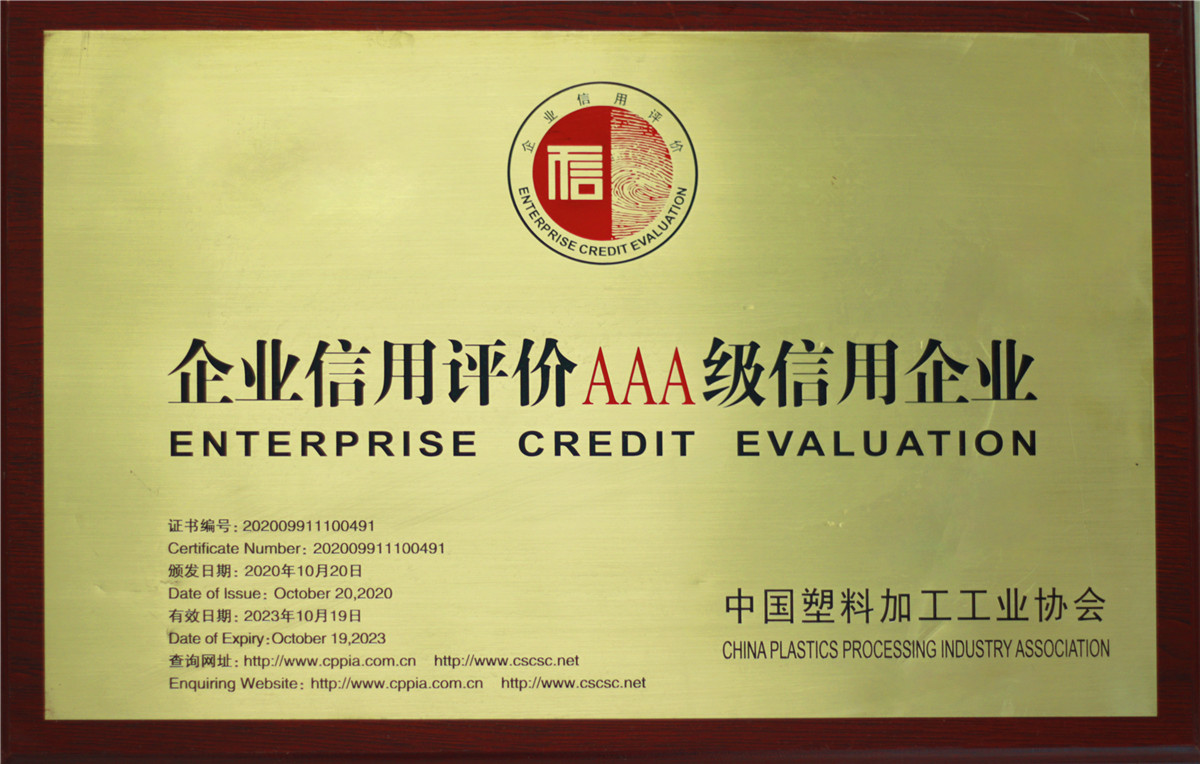 企业信用评价
信
ENTERPRISE CREDIT EVALUATION
企业信用评价AAA级信用企业
ENTERPRISE CREDIT EVALUATION
证书编号: 202009911100491
Certificate Number: 202009911100491
颁发日期: 2020年10月20日
Date of Issue: October 20,2020
有效日期: 2023年10月19日
Date of Expiry:October 19,2023
查询网址: http://www.cppia.com.cn http://www.cscsc.net
Enquiring Website: http://www.cppia.com.cn http://www.cscsc.net
中国塑料加工工业协会
CHINA PLASTICS PROCESSING INDUSTRY ASSOCIATION